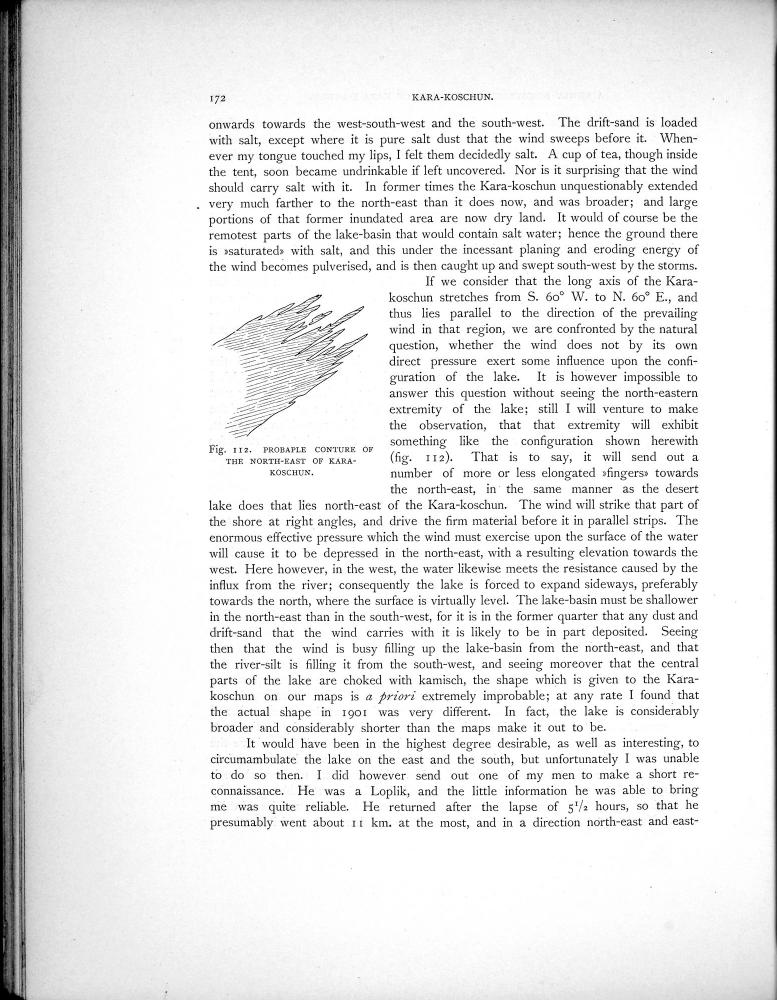 172
KARA-KOSCHUN.
onwards towards the west-south-west and the south-west. The drift-sand is loaded
with salt, except where it is pure salt dust that the wind sweeps before it. When-
ever my tongue touched my lips, I felt them decidedly salt. A cup of tea, though inside
the tent, soon became undrinkable if left uncovered. Nor is it surprising that the wind
should carry salt with it. In former times the Kara-koschun unquestionably extended
very much farther to the north-east than it does now, and was broader; and large
portions of that former inundated area are now dry land. It would of course be the
remotest parts of the lake-basin that would contain salt water; hence the ground there
is »saturated» with salt, and this under the incessant planing and eroding energy of
the wind becomes pulverised, and is then caught up and swept south-west by the storms.
If we consider that the long axis of the Kara-
koschun stretches from S. 60° W. to N. 60° E., and
thus lies parallel to the direction of the prevailing
wind in that region, we are confronted by the natural
question, whether the wind does not by its own
direct pressure exert some influence upon the confi-
guration of the lake. It is however impossible to
answer this question without seeing the north-eastern
extremity of the lake; still I will venture to make
the observation, that that extremity will exhibit
something like the configuration shown herewith
(fig. 112). That is to say, it will send out a
number of more or less elongated »fingers» towards
the north-east, in the same manner as the desert
Fig. 112. PROBAPLE CONTURE OF
THE NORTH-EAST OF KARA-
KOSCHUN.
lake does that lies north-east of the Kara-koschun. The wind will strike that part of
the shore at right angles, and drive the firm material before it in parallel strips. The
enormous effective pressure which the wind must exercise upon the surface of the water
will cause it to be depressed in the north-east, with a resulting elevation towards the
west. Here however, in the west, the water likewise meets the resistance caused by the
influx from the river; consequently the lake is forced to expand sideways, preferably
towards the north, where the surface is virtually level. The lake-basin must be shallower
in the north-east than in the south-west, for it is in the former quarter that any dust and
drift-sand that the wind carries with it is likely to be in part deposited. Seeing
then that the wind is busy filling up the lake-basin from the north-east, and that
the river-silt is filling it from the south-west, and seeing moreover that the central
parts of the lake are choked with kamisch, the shape which is given to the Kara-
koschun on our maps is a priori extremely improbable; at any rate I found that
the actual shape in 1901 was very different. In fact, the lake is considerably
broader and considerably shorter than the maps make it out to be.
It would have been in the highest degree desirable, as well as interesting, to
circumambulate the lake on the east and the south, but unfortunately I was unable
to do so then. I did however send out one of my men to make a short re-
connaissance. He was a Loplik, and the little information he was able to bring
me was quite reliable. He returned after the lapse of 5 1/2 hours, so that he
presumably went about 11 km. at the most, and in a direction north-east and east-